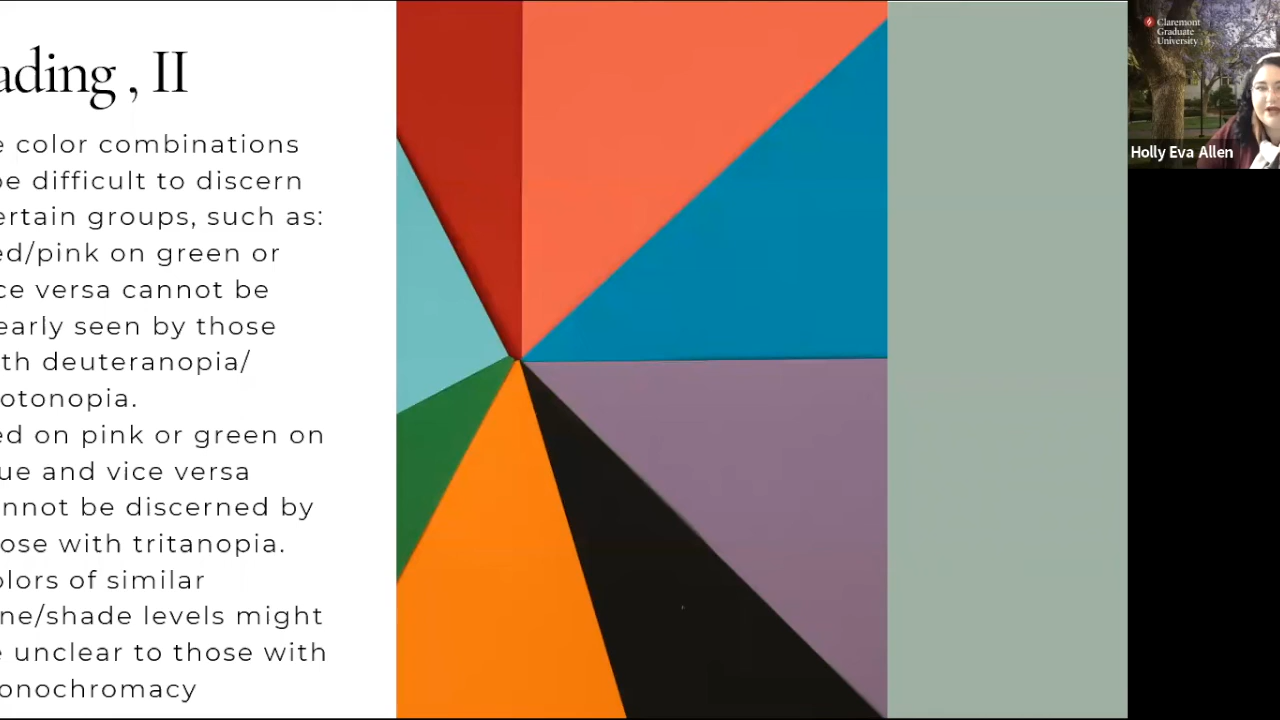 ading , II
e color combinations
be difficult to discern
ertain groups, such as:
ed/pink on green or
ce versa cannot be
early seen by those
th deuteranopia/
otonopia.
ed on pink or green on
ue and vice versa
nnot be discerned by
ose with tritanopia.
olors of similar
ne/shade levels might
e unclear to those with
onochromacy
Claremont
Graduate
University
Holly Eva Allen